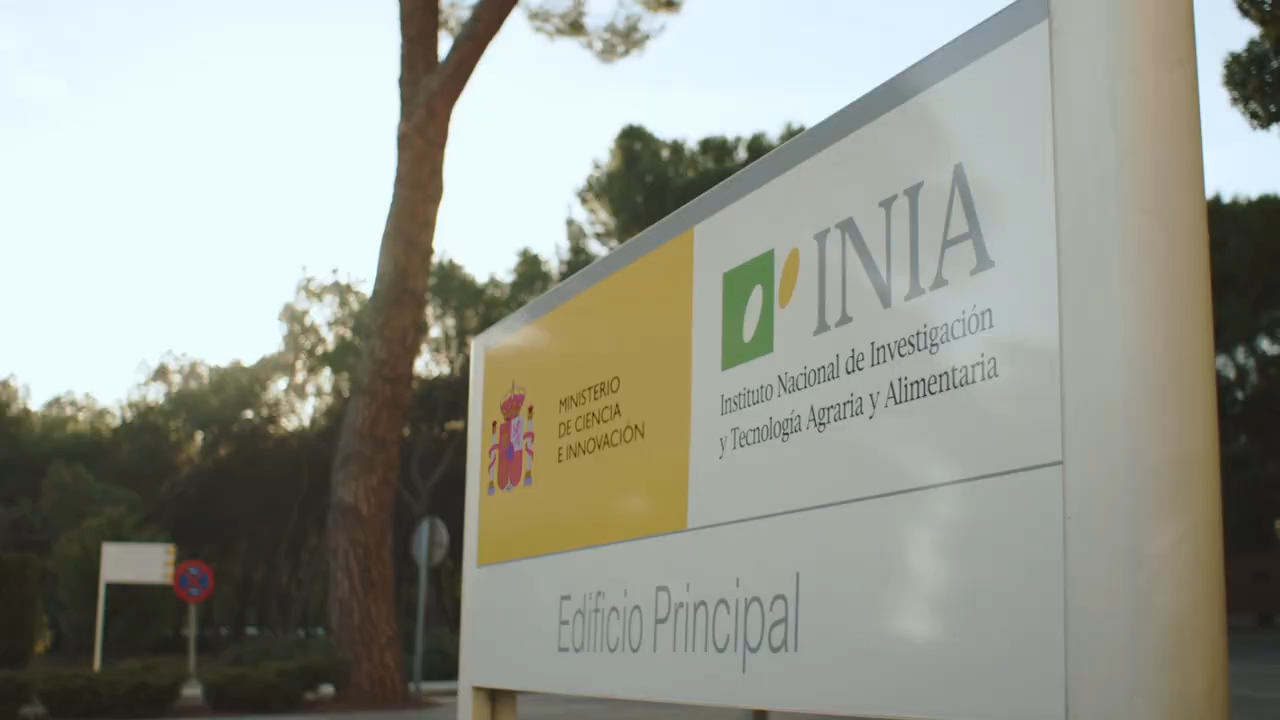 MINISTERIO
DE CIENCIA
E INNOVACIÓN
INIA
Instituto Nacional de Investigación
y Tecnología Agraria y Alimentaria
Edificio Principal